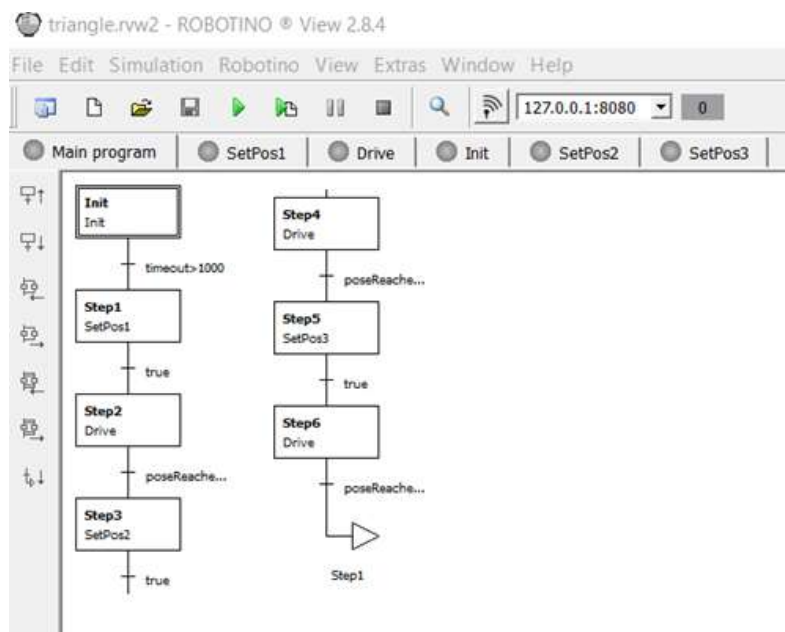 triangle.rvw2 - ROBOTINO ® View 2.8.4
File Edit Simulation Robotino View Extras Window Help
127.0.0.1:8080 0
Main program SetPos1 Drive Init SetPos2 SetPos3
Init
Init
timeout>1000
Step1
SetPos1
true
Step2
Drive
poseReache...
Step3
SetPos2
true
Step4
Drive
poseReache...
Step5
SetPos3
true
Step6
Drive
poseReache...
Step1